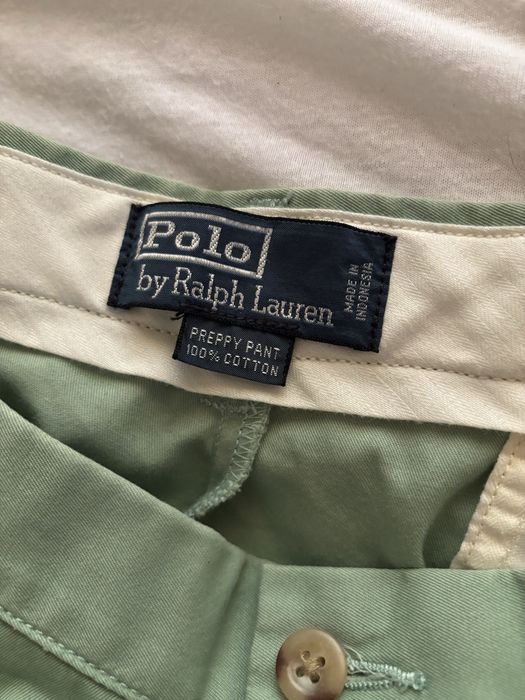 Polo
by Ralph Lauren
MADE IN
INDONESIA
PREPPY PANT
100% COTTON